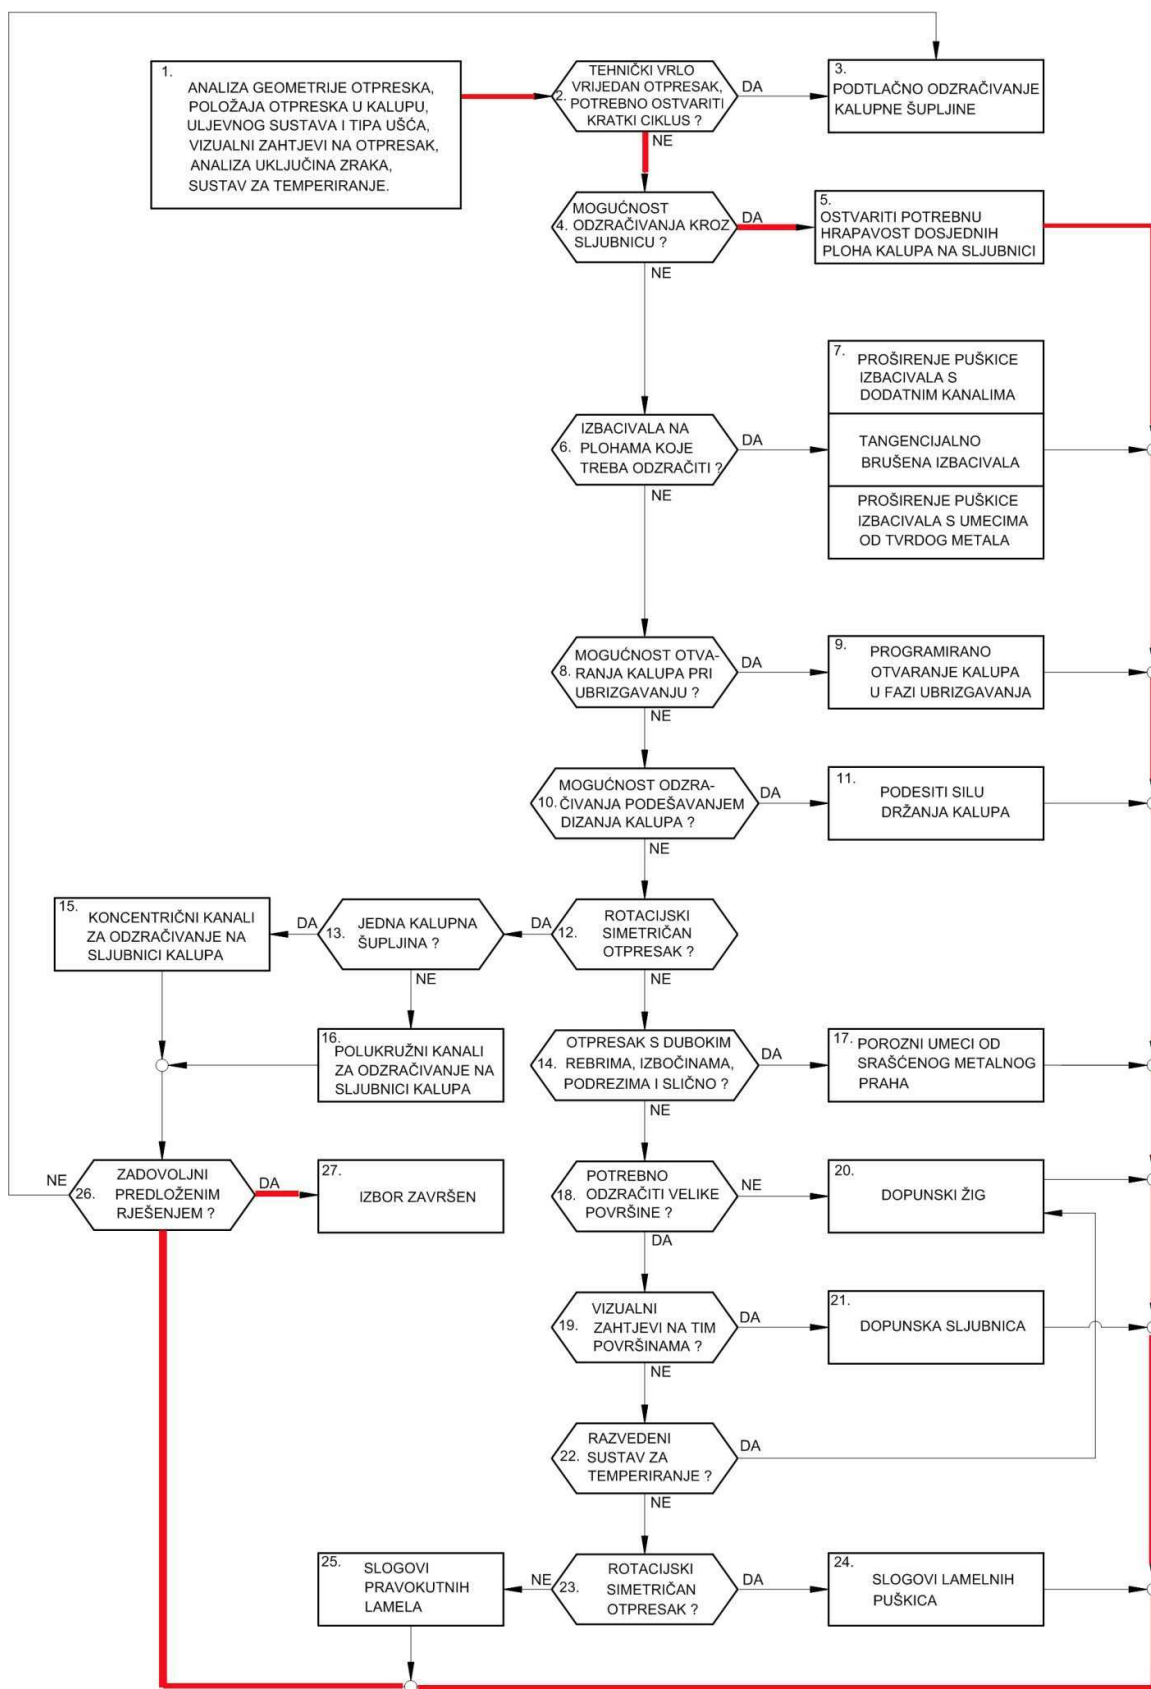 1.
ANALIZA GEOMETRIJE OTPRESKA,
POLOŽAJA OTPRESKA U KALUPU,
ULJEVNOG SUSTAVA I TIPA UŠĆA,
VIZUALNI ZAHTJEVI NA OTPRESAK,
ANALIZA UKLJUČINA ZRAKA,
SUSTAV ZA TEMPERIRANJE.
TEHNIČKI VRLO
VRIJEDAN OTPRESAK,
2. POTREBNO OSTVARITI
KRATKI CIKLUS ?
DA
NE
3.
PODTLAČNO ODZRAČIVANJE
KALUPNE ŠUPLJINE
MOGUĆNOST
4. ODZRAČIVANJA KROZ
SLJUBNICU ?
DA
NE
5.
OSTVARITI POTREBNU
HRAPAVOST DOSJEDNIH
PLOHA KALUPA NA SLJUBNICI
IZBACIVALA NA
6. PLOHAMA KOJE
TREBA ODZRAČITI ?
DA
NE
7. PROŠIRENJE PUŠKICE
IZBACIVALA S
DODATNIM KANALIMA
TANGENCIJALNO
BRUŠENA IZBACIVALA
PROŠIRENJE PUŠKICE
IZBACIVALA S UMECIMA
OD TVRDOG METALA
MOGUĆNOST OTVA-
8. RANJA KALUPA PRI
UBRIZGAVANJU ?
DA
NE
9. PROGRAMIRANO
OTVARANJE KALUPA
U FAZI UBRIZGAVANJA
MOGUĆNOST ODZRA-
10. ČIVANJA PODEŠAVANJEM
DIZANJA KALUPA ?
DA
NE
11. PODESITI SILU
DRŽANJA KALUPA
ROTACIJSKI
12. SIMETRIČAN
OTPRESAK ?
DA
NE
JEDNA KALUPNA
13. ŠUPLJINA ?
DA
NE
15. KONCENTRIČNI KANALI
ZA ODZRAČIVANJE NA
SLJUBNICI KALUPA
16. POLUKRUŽNI KANALI
ZA ODZRAČIVANJE NA
SLJUBNICI KALUPA
OTPRESAK S DUBOKIM
14. REBRIMA, IZBOČINAMA,
PODREZIMA I SLIČNO ?
DA
NE
17. POROZNI UMECI OD
SRAŠĆENOG METALNOG
PRAHA
ZADOVOLJNI
26. PREDLOŽENIM
RJEŠENJEM ?
NE
DA
27.
IZBOR ZAVRŠEN
POTREBNO
18. ODZRAČITI VELIKE
POVRŠINE ?
NE
DA
20.
DOPUNSKI ŽIG
VIZUALNI
19. ZAHTJEVI NA TIM
POVRŠINAMA ?
DA
NE
21.
DOPUNSKA SLJUBNICA
RAZVEDENI
22. SUSTAV ZA
TEMPERIRANJE ?
DA
NE
ROTACIJSKI
23. SIMETRIČAN
OTPRESAK ?
NE
DA
25. SLOGOVI
PRAVOKUTNIH
LAMELA
24. SLOGOVI LAMELNIH
PUŠKICA